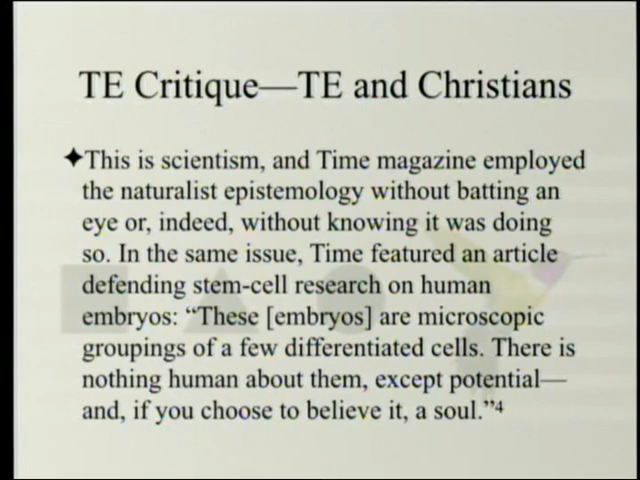 TE Critique—TE and Christians
✦This is scientism, and Time magazine employed
the naturalist epistemology without batting an
eye or, indeed, without knowing it was doing
so. In the same issue, Time featured an article
defending stem-cell research on human
embryos: “These [embryos] are microscopic
groupings of a few differentiated cells. There is
nothing human about them, except potential—
and, if you choose to believe it, a soul.”⁴